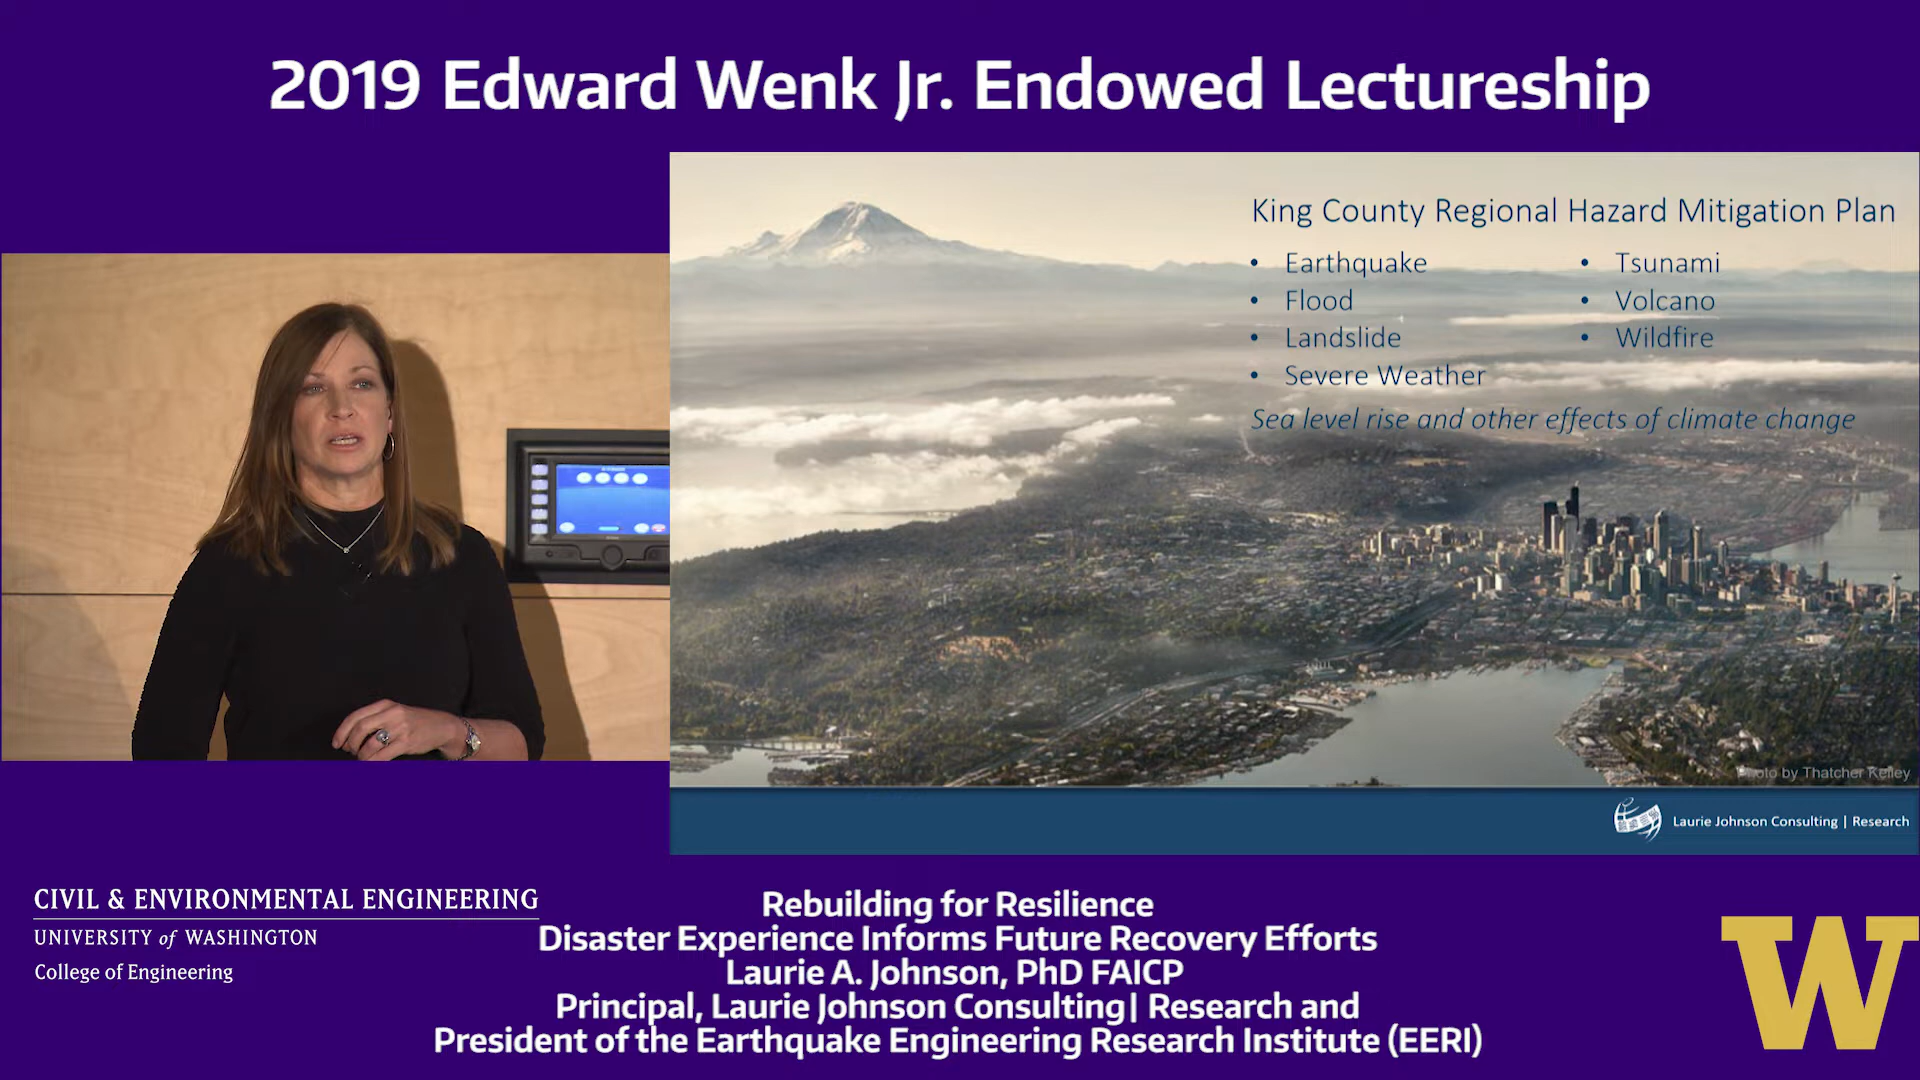 2019 Edward Wenk Jr. Endowed Lectureship
King County Regional Hazard Mitigation Plan
• Earthquake
• Flood
• Landslide
• Severe Weather
• Tsunami
• Volcano
• Wildfire
Sea level rise and other effects of climate change
Photo by Thatcher Kelley
Laurie Johnson Consulting | Research
CIVIL & ENVIRONMENTAL ENGINEERING
UNIVERSITY of WASHINGTON
College of Engineering
Rebuilding for Resilience
Disaster Experience Informs Future Recovery Efforts
Laurie A. Johnson, PhD FAICP
Principal, Laurie Johnson Consulting| Research and
President of the Earthquake Engineering Research Institute (EERI)
W